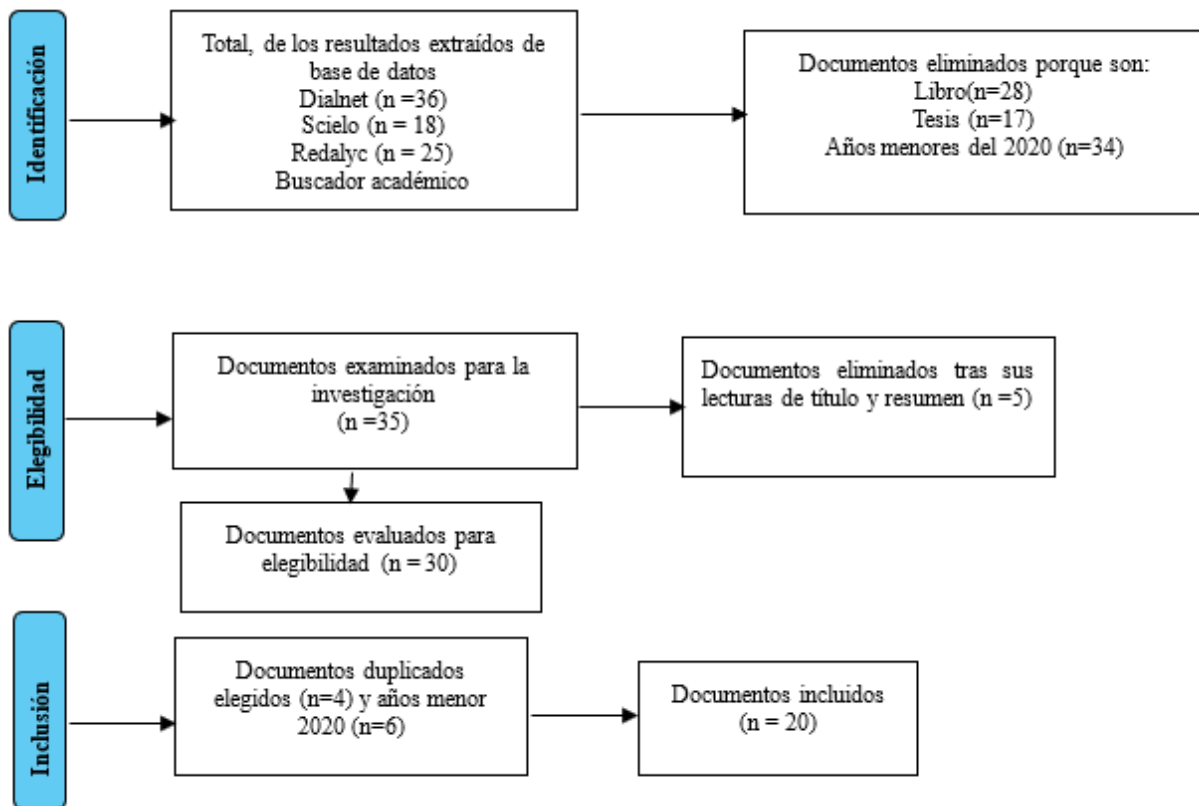 Identificación
Total, de los resultados extraídos de
base de datos
Dialnet (n =36)
Scielo (n = 18)
Redalyc (n = 25)
Buscador académico
Documentos eliminados porque son:
Libro(n=28)
Tesis (n=17)
Años menores del 2020 (n=34)
Elegibilidad
Documentos examinados para la
investigación
(n =35)
Documentos eliminados tras sus
lecturas de título y resumen (n =5)
Documentos evaluados para
elegibilidad (n = 30)
Inclusión
Documentos duplicados
elegidos (n=4) y años menor
2020 (n=6)
Documentos incluidos
(n = 20)